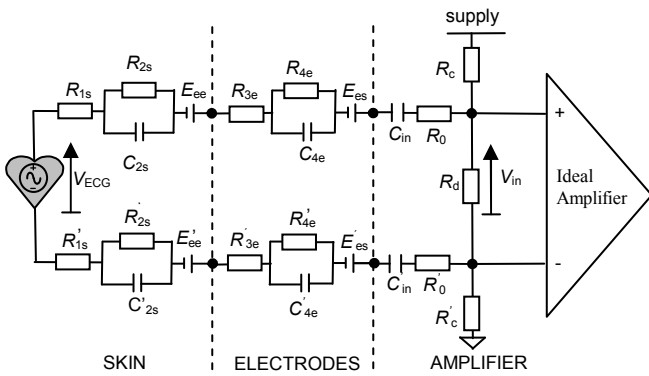 supply
R2s
R4e
Rc
R1s
Eee
R3e
Ees
+
C2s
C4e
Cin
R0
+
VECG
Rd
Vin
Ideal
Amplifier
R'2s
R'4e
R'1s
E'ee
R'3e
E'es
-
C'2s
C'4e
C'in
R'0
R'c
SKIN
ELECTRODES
AMPLIFIER